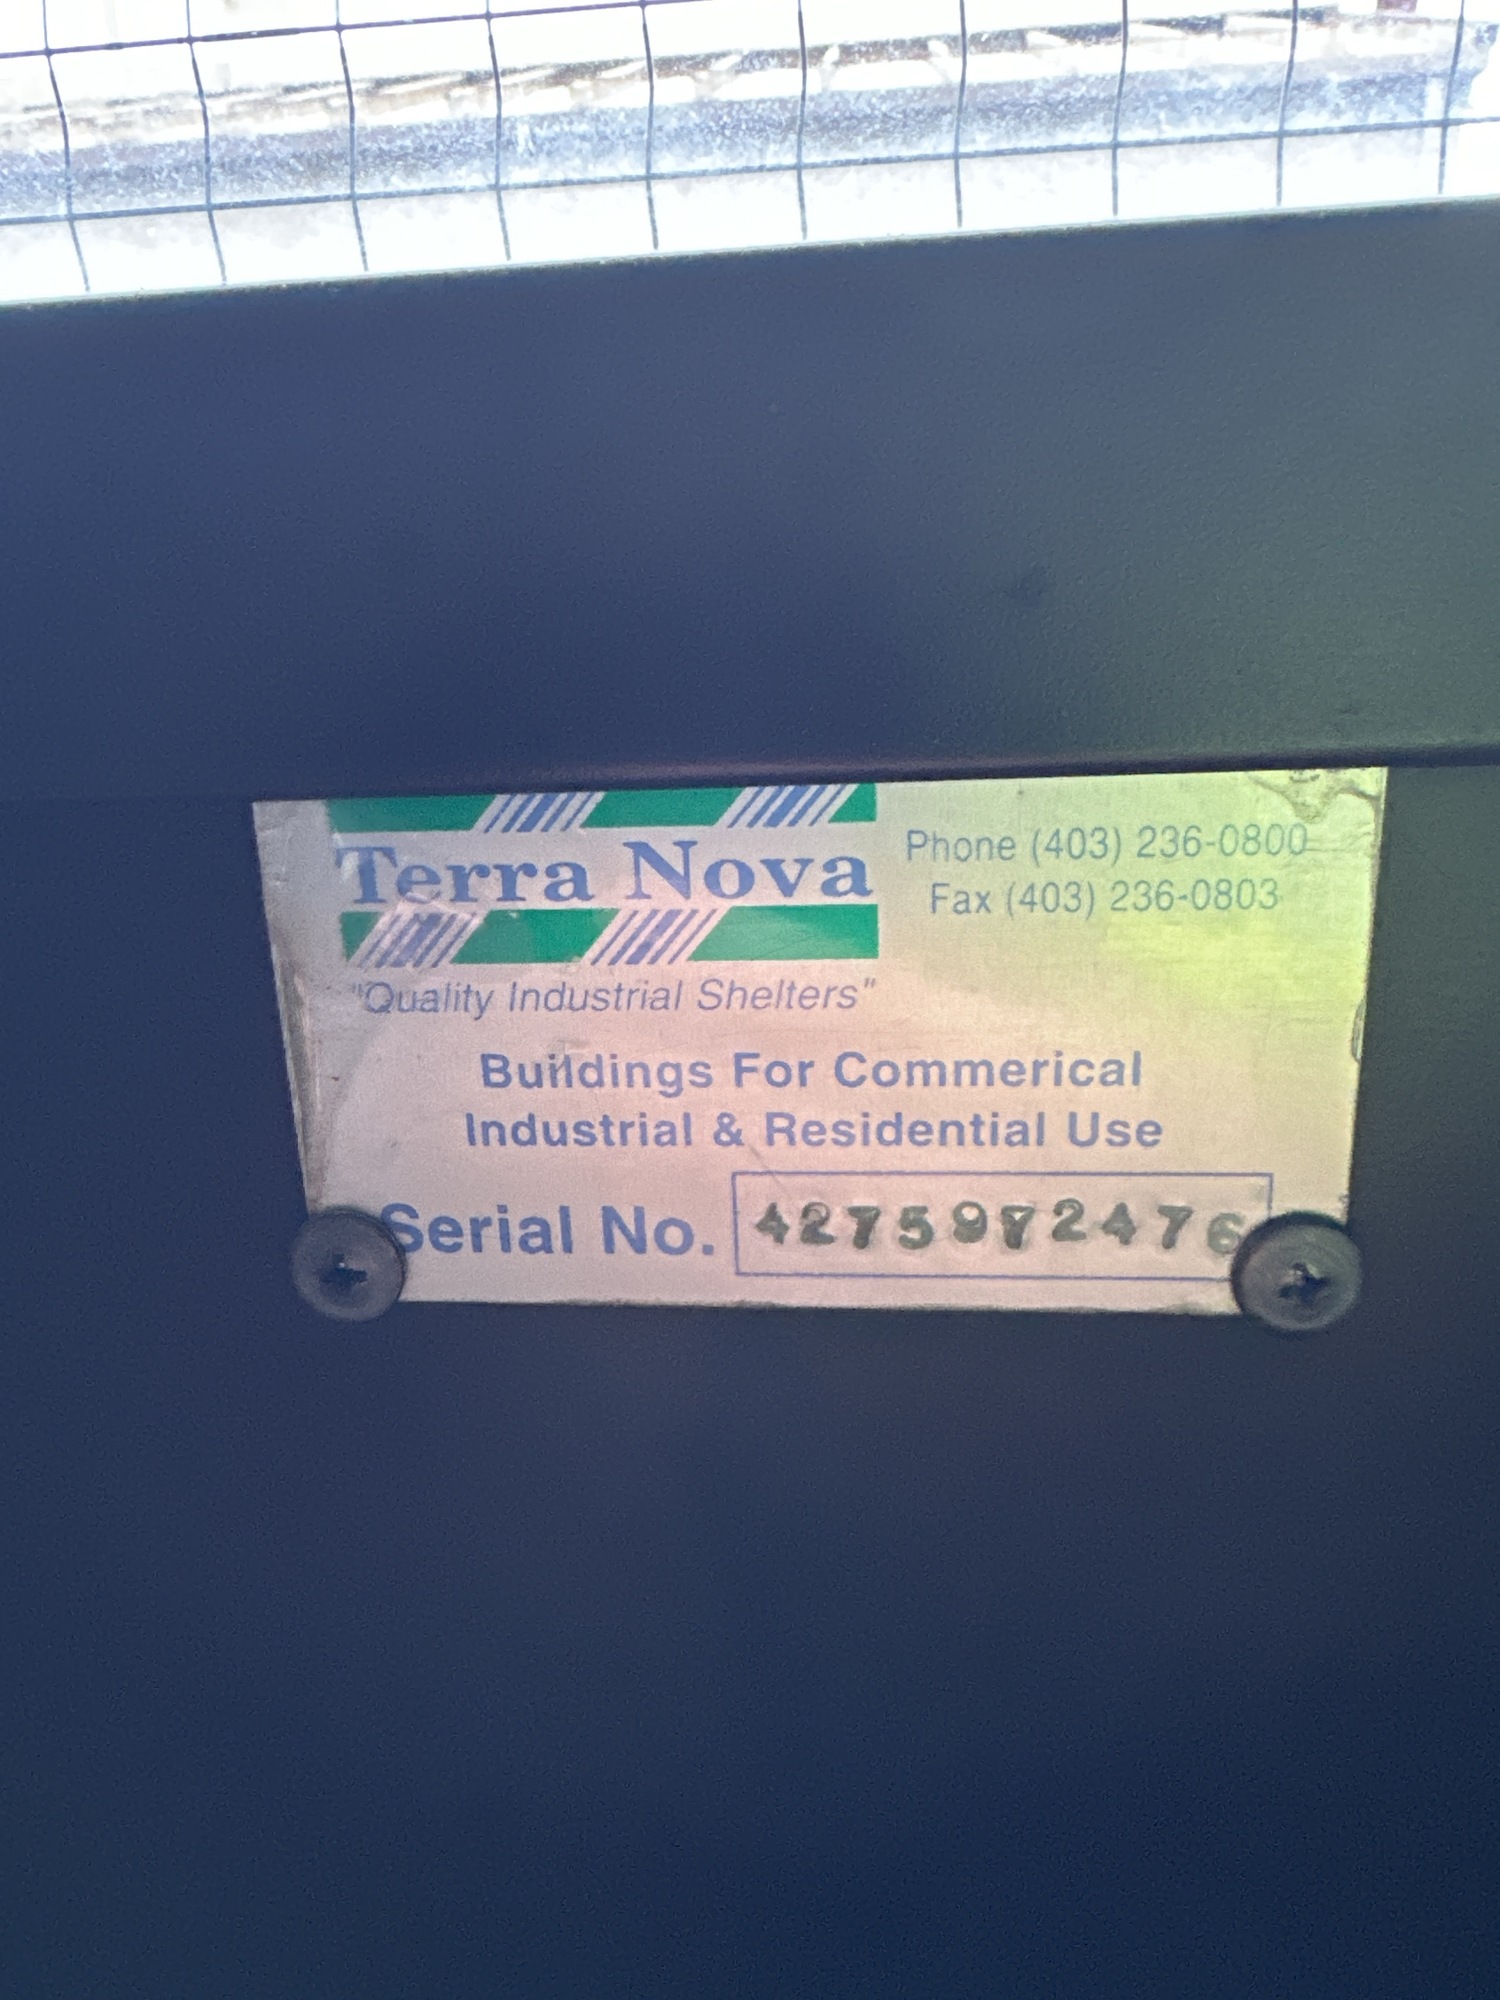 Terra Nova
Phone (403) 236-0800
Fax (403) 236-0803
"Quality Industrial Shelters"
Buildings For Commerical
Industrial & Residential Use
Serial No. 4275972476